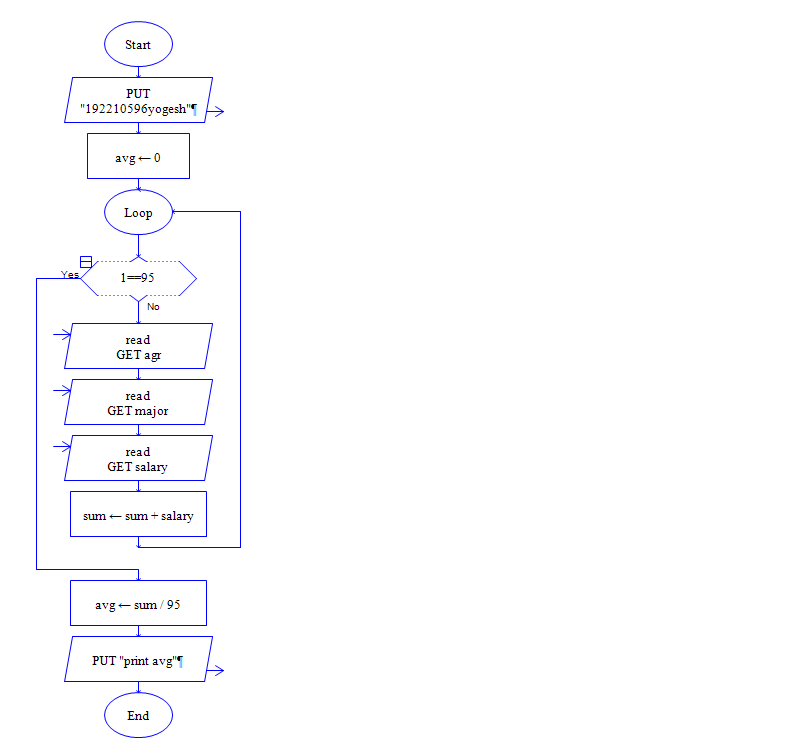 Start
PUT
"192210596yogesh"¶
avg ← 0
Loop
Yes
1==95
No
read
GET agr
read
GET major
read
GET salary
sum ← sum + salary
avg ← sum / 95
PUT "print avg"¶
End